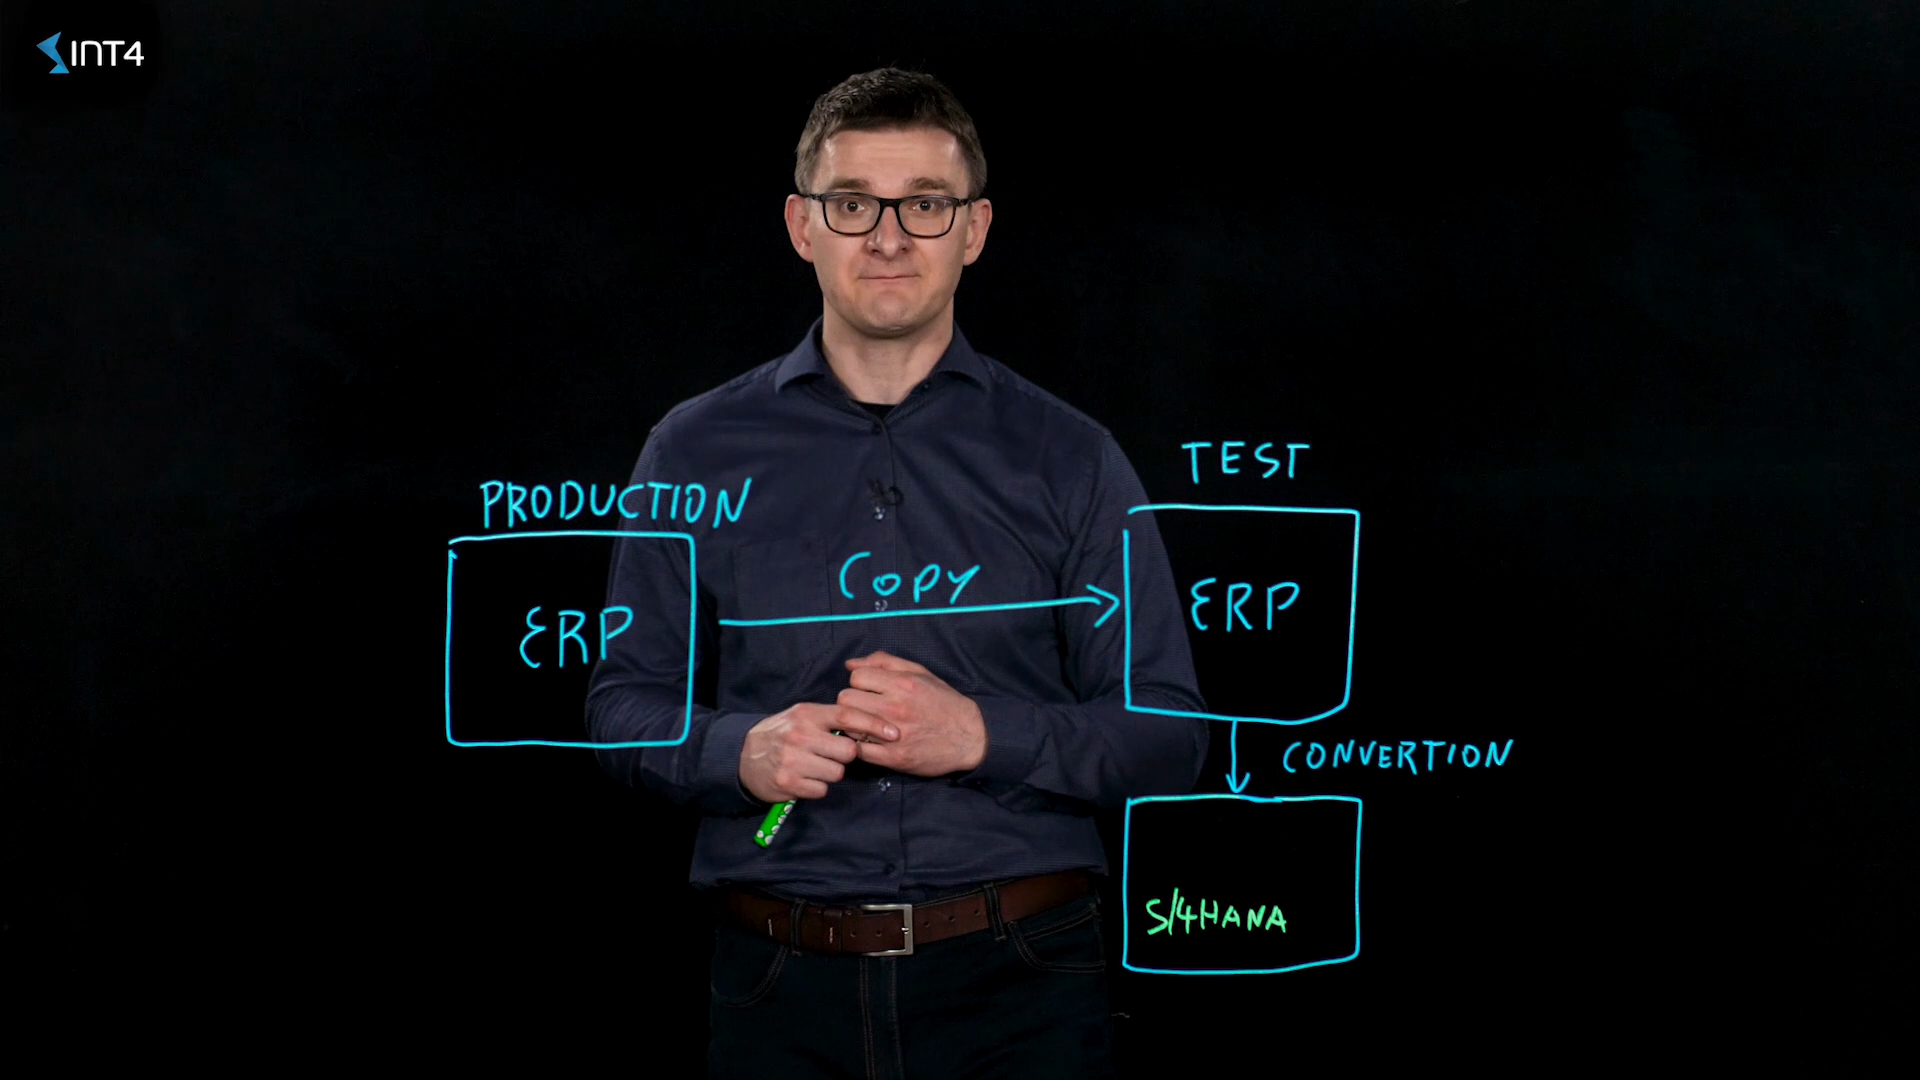 INT4
TEST
PRODUCTION
COPY
ERP
ERP
CONVERTION
S/4HANA